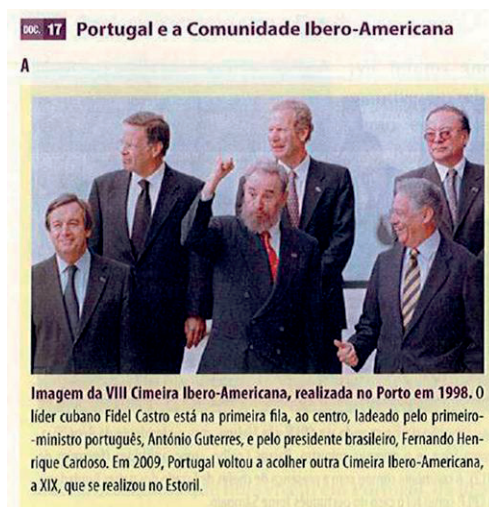 DOC. 17 Portugal e a Comunidade Ibero-Americana
A
Imagem da VIII Cimeira Ibero-Americana, realizada no Porto em 1998. O
líder cubano Fidel Castro está na primeira fila, ao centro, ladeado pelo primeiro-
-ministro português, António Guterres, e pelo presidente brasileiro, Fernando Hen-
rique Cardoso. Em 2009, Portugal voltou a acolher outra Cimeira Ibero-Americana,
a XIX, que se realizou no Estoril.